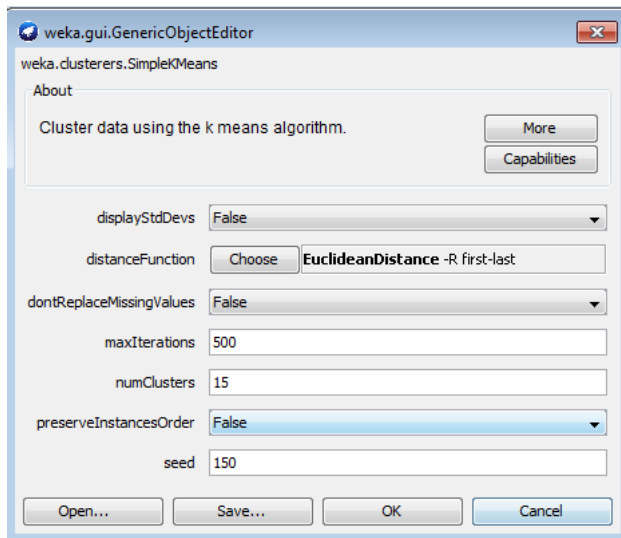 weka.gui.GenericObjectEditor
weka.clusterers.SimpleKMeans
About
Cluster data using the k means algorithm.
More
Capabilities
displayStdDevs False
distanceFunction Choose EuclideanDistance -R first-last
dontReplaceMissingValues False
maxIterations 500
numClusters 15
preserveInstancesOrder False
seed 150
Open... Save... OK Cancel